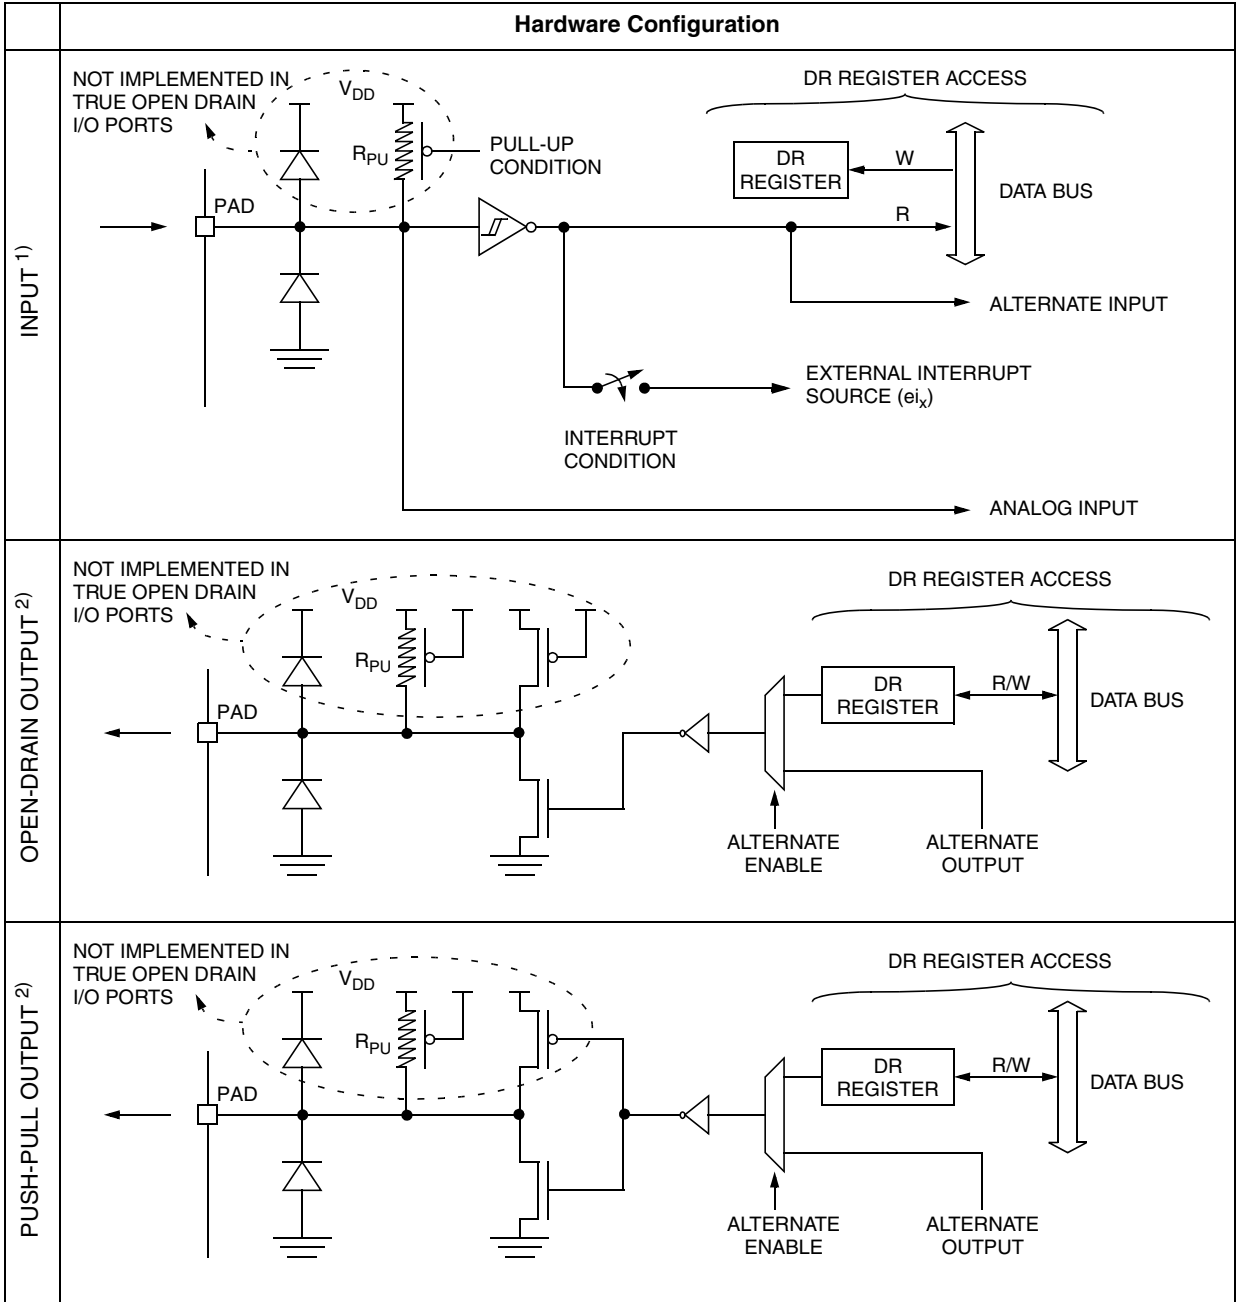 Hardware Configuration
INPUT 1)
NOT IMPLEMENTED IN
TRUE OPEN DRAIN
I/O PORTS
VDD
RPU
PULL-UP
CONDITION
PAD
DR REGISTER ACCESS
DR
REGISTER
W
R
DATA BUS
ALTERNATE INPUT
EXTERNAL INTERRUPT
SOURCE (eix)
INTERRUPT
CONDITION
ANALOG INPUT
OPEN-DRAIN OUTPUT 2)
NOT IMPLEMENTED IN
TRUE OPEN DRAIN
I/O PORTS
VDD
RPU
PAD
DR REGISTER ACCESS
DR
REGISTER
R/W
DATA BUS
ALTERNATE
ENABLE
ALTERNATE
OUTPUT
PUSH-PULL OUTPUT 2)
NOT IMPLEMENTED IN
TRUE OPEN DRAIN
I/O PORTS
VDD
RPU
PAD
DR REGISTER ACCESS
DR
REGISTER
R/W
DATA BUS
ALTERNATE
ENABLE
ALTERNATE
OUTPUT